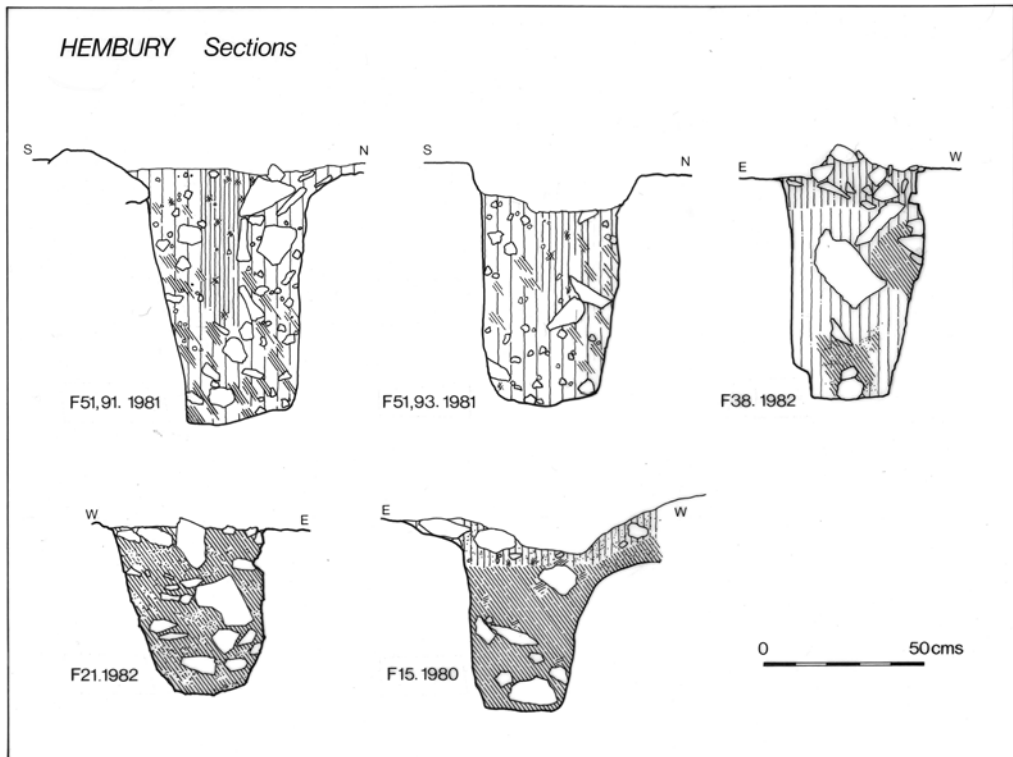 HEMBURY Sections
S N
S N
E W
F51,91. 1981
F51,93. 1981
F38. 1982
W E
E W
F21.1982
F15. 1980
0 50cms